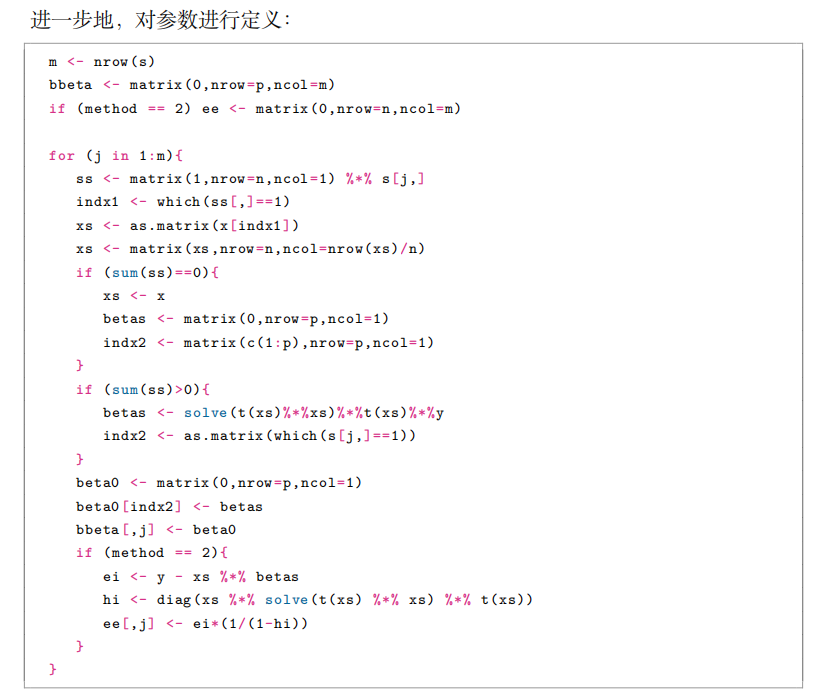 进一步地，对参数进行定义：
m <- nrow(s)
bbeta <- matrix(0,nrow=p,ncol=m)
if (method == 2) ee <- matrix(0,nrow=n,ncol=m)

for (j in 1:m){
   ss <- matrix(1,nrow=n,ncol=1) %*% s[j,]
   indx1 <- which(ss[,]==1)
   xs <- as.matrix(x[indx1])
   xs <- matrix(xs,nrow=n,ncol=nrow(xs)/n)
   if (sum(ss)==0){
      xs <- x
      betas <- matrix(0,nrow=p,ncol=1)
      indx2 <- matrix(c(1:p),nrow=p,ncol=1)
   }
   if (sum(ss)>0){
      betas <- solve(t(xs)%*%xs)%*%t(xs)%*%y
      indx2 <- as.matrix(which(s[j,]==1))
   }
   beta0 <- matrix(0,nrow=p,ncol=1)
   beta0[indx2] <- betas
   bbeta[,j] <- beta0
   if (method == 2){
      ei <- y - xs %*% betas
      hi <- diag(xs %*% solve(t(xs) %*% xs) %*% t(xs))
      ee[,j] <- ei*(1/(1-hi))
   }
}